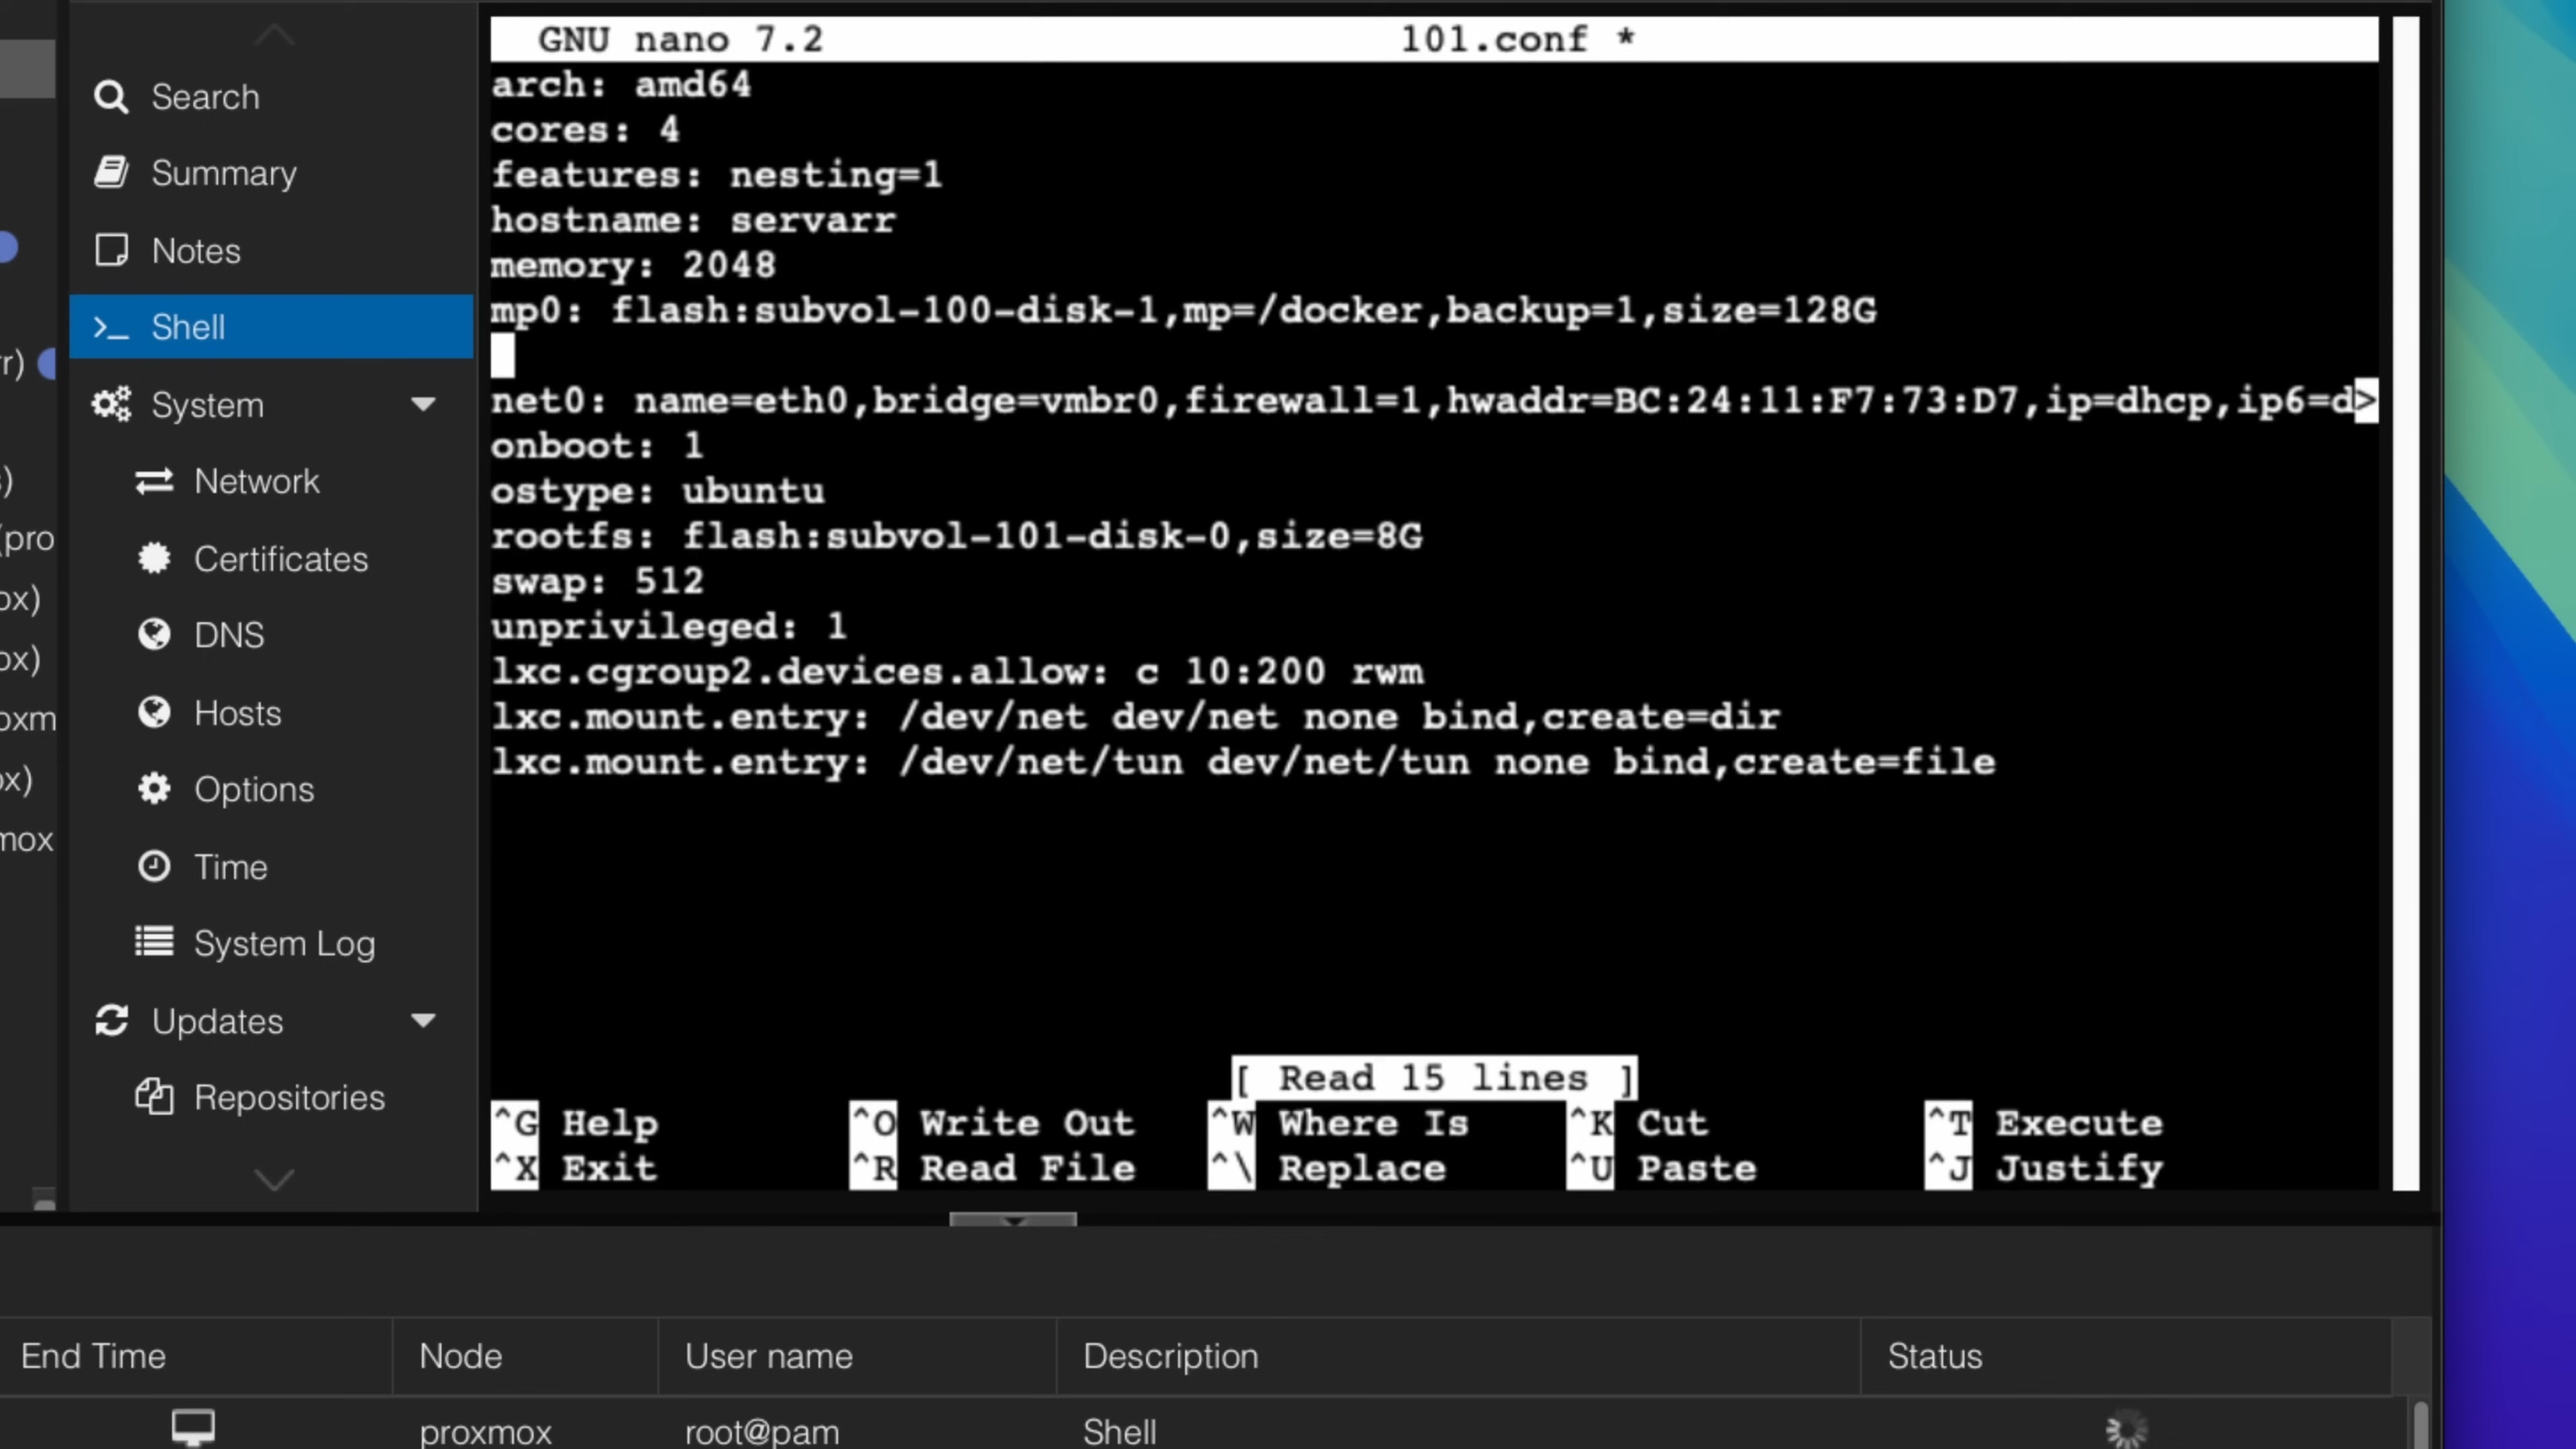 GNU nano 7.2 101.conf *
arch: amd64
cores: 4
features: nesting=1
hostname: servarr
memory: 2048
mp0: flash:subvol-100-disk-1,mp=/docker,backup=1,size=128G
net0: name=eth0,bridge=vmbr0,firewall=1,hwaddr=BC:24:11:F7:73:D7,ip=dhcp,ip6=d>
onboot: 1
ostype: ubuntu
rootfs: flash:subvol-101-disk-0,size=8G
swap: 512
unprivileged: 1
lxc.cgroup2.devices.allow: c 10:200 rwm
lxc.mount.entry: /dev/net dev/net none bind,create=dir
lxc.mount.entry: /dev/net/tun dev/net/tun none bind,create=file
[ Read 15 lines ]
^G Help ^O Write Out ^W Where Is ^K Cut ^T Execute
^X Exit ^R Read File ^\ Replace ^U Paste ^J Justify
Search
Summary
Notes
Shell
System
Network
Certificates
DNS
Hosts
Options
Time
System Log
Updates
Repositories
r)
s)
(pro
ox)
ox)
oxm
ox)
mox
End Time Node User name Description Status
proxmox root@pam Shell